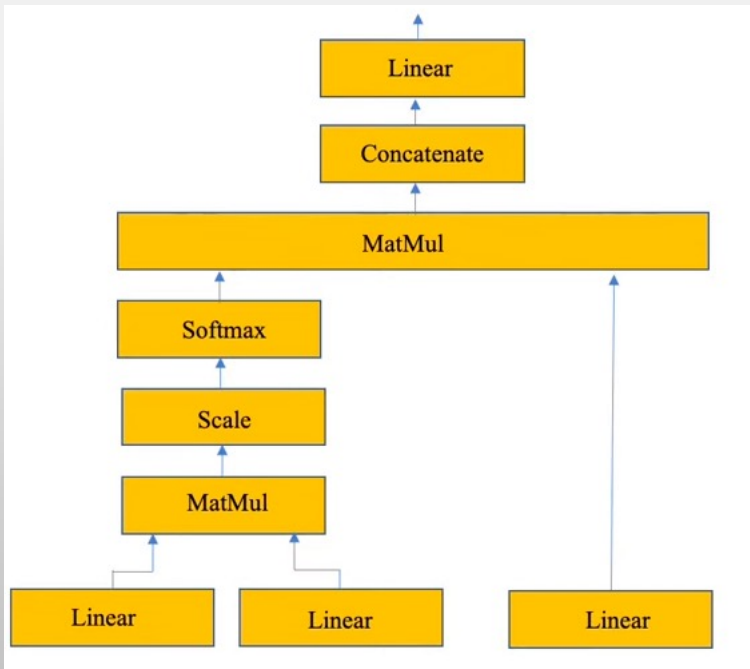 Linear
Concatenate
MatMul
Softmax
Scale
MatMul
Linear
Linear
Linear